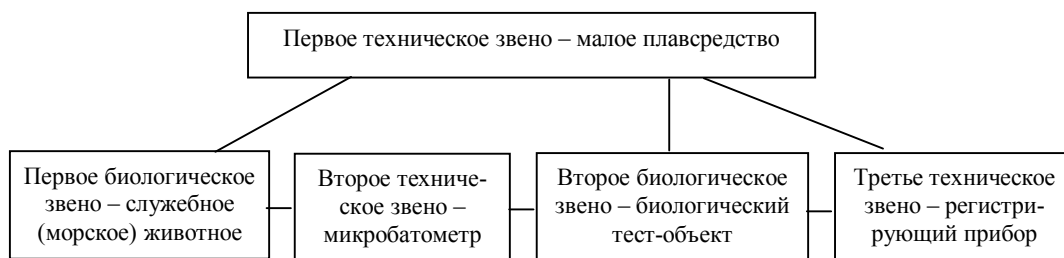 Первое техническое звено – малое плавсредство
Первое биологическое
звено – служебное
(морское) животное
Второе техниче-
ское звено –
микробатометр
Второе биологическое
звено – биологический
тест-объект
Третье техническое
звено – регистри-
рующий прибор